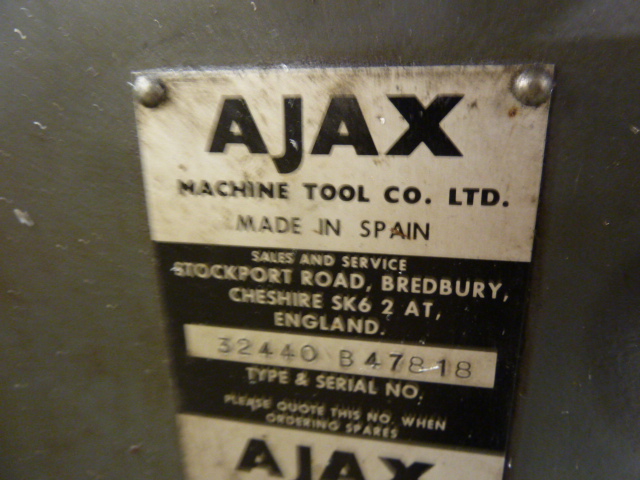 AJAX
MACHINE TOOL CO. LTD.
MADE IN SPAIN
SALES AND SERVICE
STOCKPORT ROAD, BREDBURY,
CHESHIRE SK6 2 AT,
ENGLAND.
32440 B47818
TYPE & SERIAL NO.
PLEASE QUOTE THIS NO. WHEN
ORDERING SPARES
AJAX